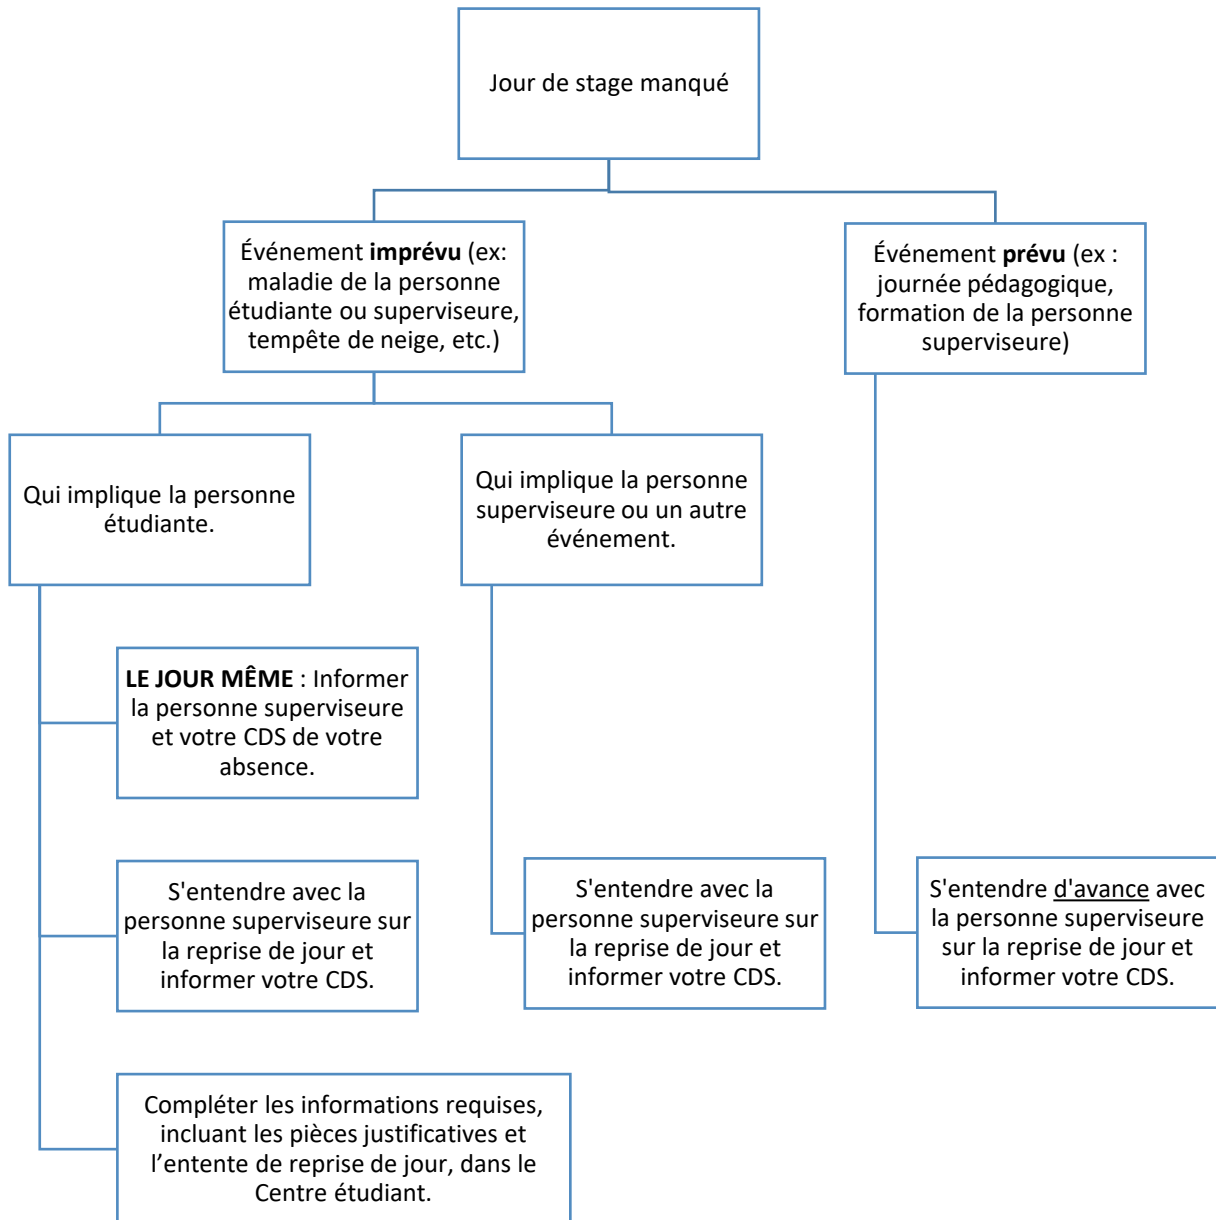 Jour de stage manqué
Événement imprévu (ex:
maladie de la personne
étudiante ou superviseure,
tempête de neige, etc.)
Événement prévu (ex :
journée pédagogique,
formation de la personne
superviseure)
Qui implique la personne
étudiante.
Qui implique la personne
superviseure ou un autre
événement.
LE JOUR MÊME : Informer
la personne superviseure
et votre CDS de votre
absence.
S'entendre avec la
personne superviseure sur
la reprise de jour et
informer votre CDS.
S'entendre avec la
personne superviseure sur
la reprise de jour et
informer votre CDS.
S'entendre d'avance avec
la personne superviseure
sur la reprise de jour et
informer votre CDS.
Compléter les informations requises,
incluant les pièces justificatives et
l’entente de reprise de jour, dans le
Centre étudiant.